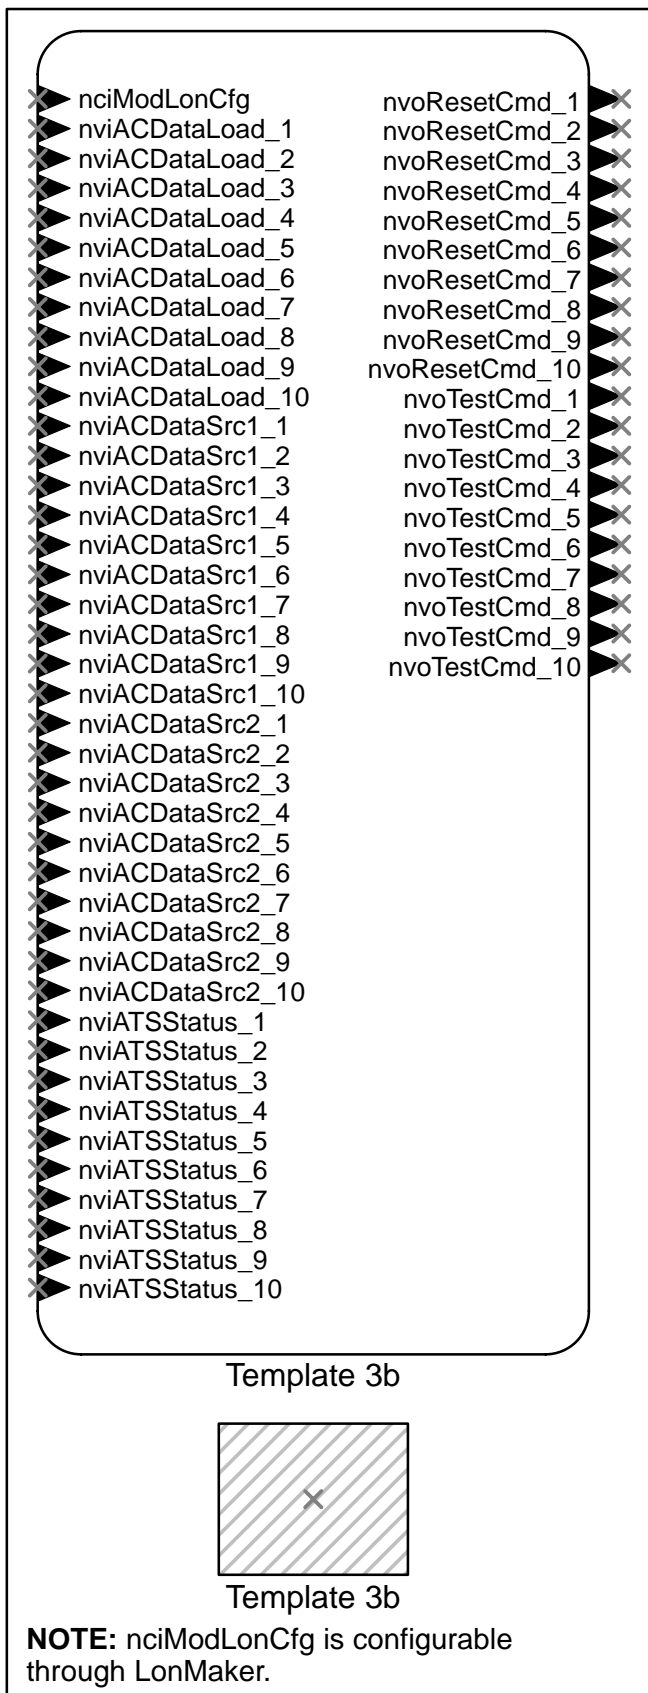 nciModLonCfg
nviACDataLoad_1
nviACDataLoad_2
nviACDataLoad_3
nviACDataLoad_4
nviACDataLoad_5
nviACDataLoad_6
nviACDataLoad_7
nviACDataLoad_8
nviACDataLoad_9
nviACDataLoad_10
nviACDataSrc1_1
nviACDataSrc1_2
nviACDataSrc1_3
nviACDataSrc1_4
nviACDataSrc1_5
nviACDataSrc1_6
nviACDataSrc1_7
nviACDataSrc1_8
nviACDataSrc1_9
nviACDataSrc1_10
nviACDataSrc2_1
nviACDataSrc2_2
nviACDataSrc2_3
nviACDataSrc2_4
nviACDataSrc2_5
nviACDataSrc2_6
nviACDataSrc2_7
nviACDataSrc2_8
nviACDataSrc2_9
nviACDataSrc2_10
nviATSStatus_1
nviATSStatus_2
nviATSStatus_3
nviATSStatus_4
nviATSStatus_5
nviATSStatus_6
nviATSStatus_7
nviATSStatus_8
nviATSStatus_9
nviATSStatus_10
nvoResetCmd_1
nvoResetCmd_2
nvoResetCmd_3
nvoResetCmd_4
nvoResetCmd_5
nvoResetCmd_6
nvoResetCmd_7
nvoResetCmd_8
nvoResetCmd_9
nvoResetCmd_10
nvoTestCmd_1
nvoTestCmd_2
nvoTestCmd_3
nvoTestCmd_4
nvoTestCmd_5
nvoTestCmd_6
nvoTestCmd_7
nvoTestCmd_8
nvoTestCmd_9
nvoTestCmd_10
Template 3b
Template 3b
NOTE: nciModLonCfg is configurable
through LonMaker.